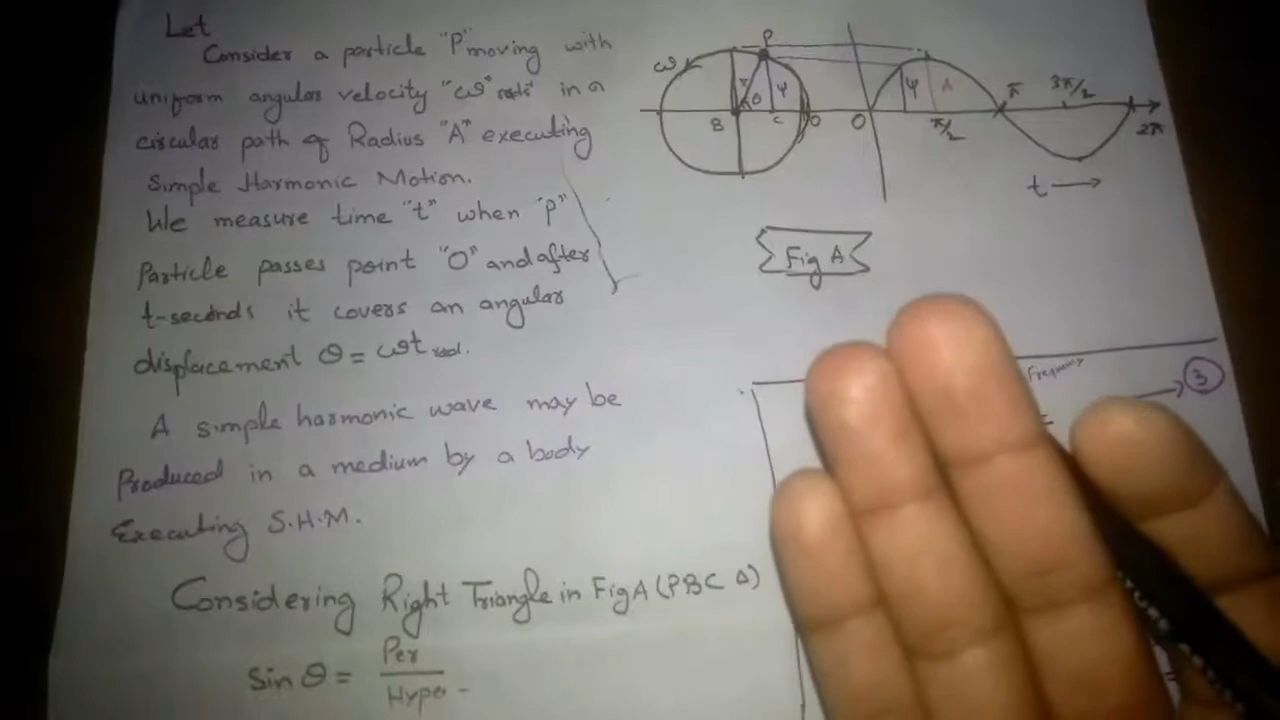 Let
Consider a particle "P" moving with
uniform angular velocity "ω" in a
circular path of Radius "A" executing
Simple Harmonic Motion.
We measure time "t" when "P"
Particle passes point "O" and after
t-seconds it covers an angular
displacement θ = ωt rad.
A simple harmonic wave may be
Produced in a medium by a body
Executing S.H.M.
Considering Right Triangle in Fig A (PBC Δ)
Sin θ = Per
Hype
P
ω
r
θ
Ψ
B
C
O
O
Ψ
A
π/2
π
3π/2
2π
t
Fig A
Frequency
3